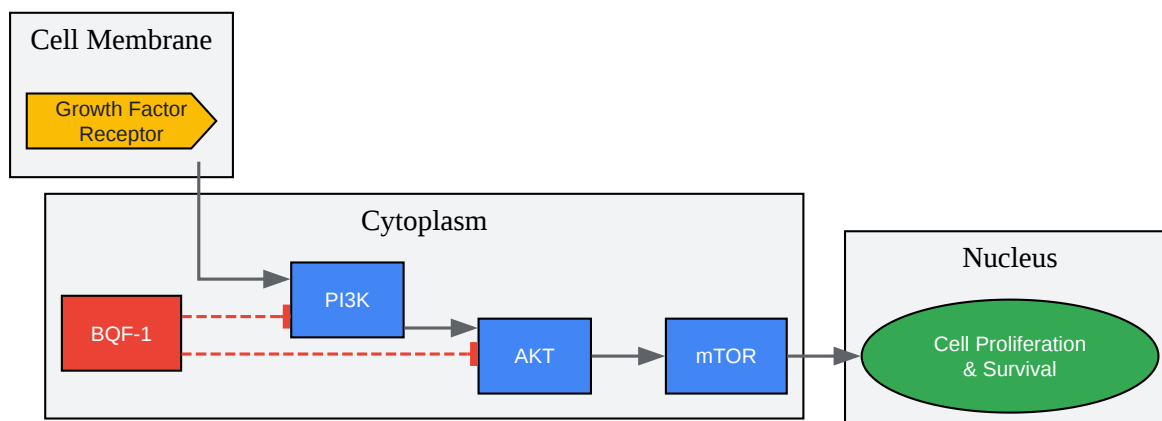 Cell Membrane
Growth Factor
Receptor
Cytoplasm
PI3K
BQF-1
AKT
mTOR
Nucleus
Cell Proliferation
& Survival